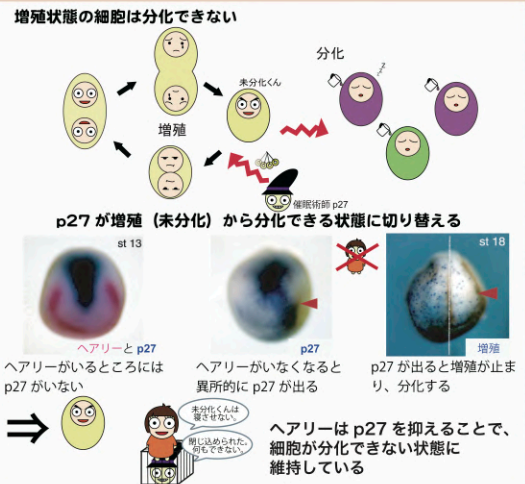 増殖状態の細胞は分化できない
分化
未分化くん
増殖
催眠術師 p27
p27 が増殖（未分化）から分化できる状態に切り替える
st 13
st 18
ヘアリーと p27
p27
増殖
ヘアリーがいるところには
p27 がいない
ヘアリーがいなくなると
異所的に p27 が出る
p27 が出ると増殖が止ま
り、分化する
未分化くんは
寝させない。
閉じ込められた。
何もできない。
ヘアリーは p27 を抑えることで、
細胞が分化できない状態に
維持している